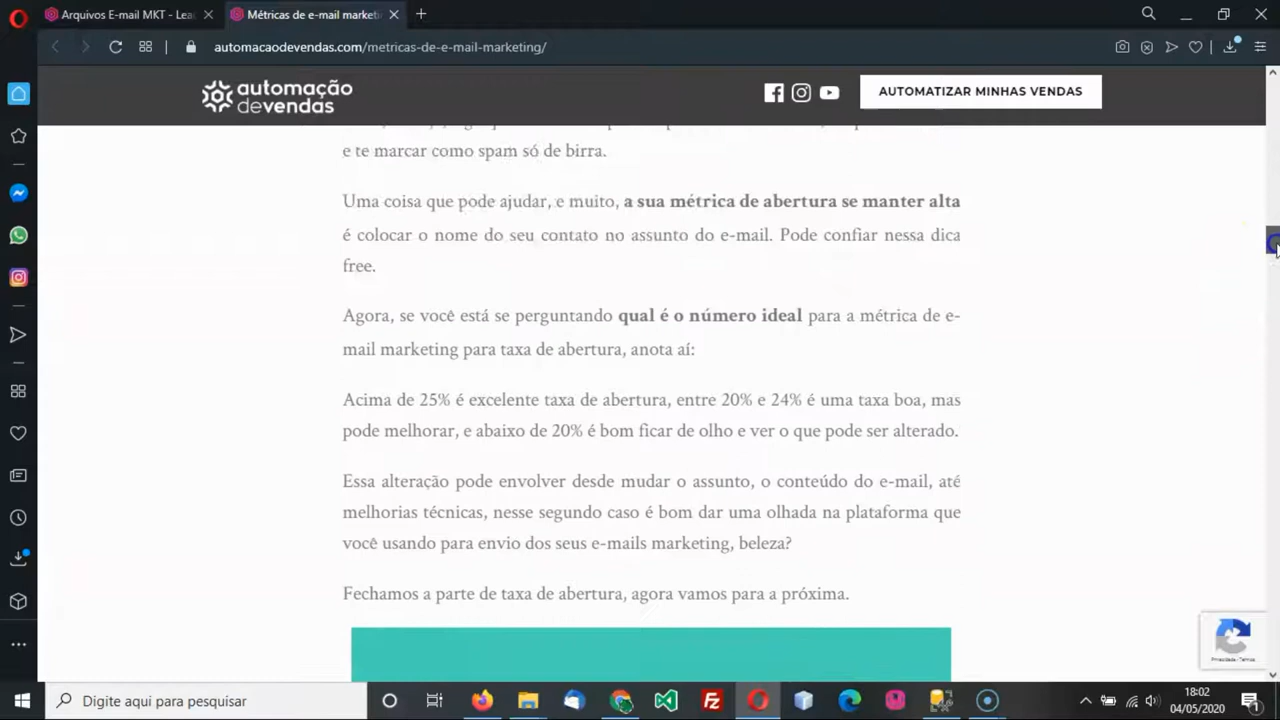 Arquivos E-mail MKT - Lea
Métricas de e-mail marketi
automacaodevendas.com/metricas-de-e-mail-marketing/
automação
devendas
AUTOMATIZAR MINHAS VENDAS
e te marcar como spam só de birra.
Uma coisa que pode ajudar, e muito, a sua métrica de abertura se manter alta
é colocar o nome do seu contato no assunto do e-mail. Pode confiar nessa dica
free.
Agora, se você está se perguntando qual é o número ideal para a métrica de e-
mail marketing para taxa de abertura, anota aí:
Acima de 25% é excelente taxa de abertura, entre 20% e 24% é uma taxa boa, mas
pode melhorar, e abaixo de 20% é bom ficar de olho e ver o que pode ser alterado.
Essa alteração pode envolver desde mudar o assunto, o conteúdo do e-mail, até
melhorias técnicas, nesse segundo caso é bom dar uma olhada na plataforma que
você usando para envio dos seus e-mails marketing, beleza?
Fechamos a parte de taxa de abertura, agora vamos para a próxima.
Privacidade - Termos
Digite aqui para pesquisar
18:02
04/05/2020